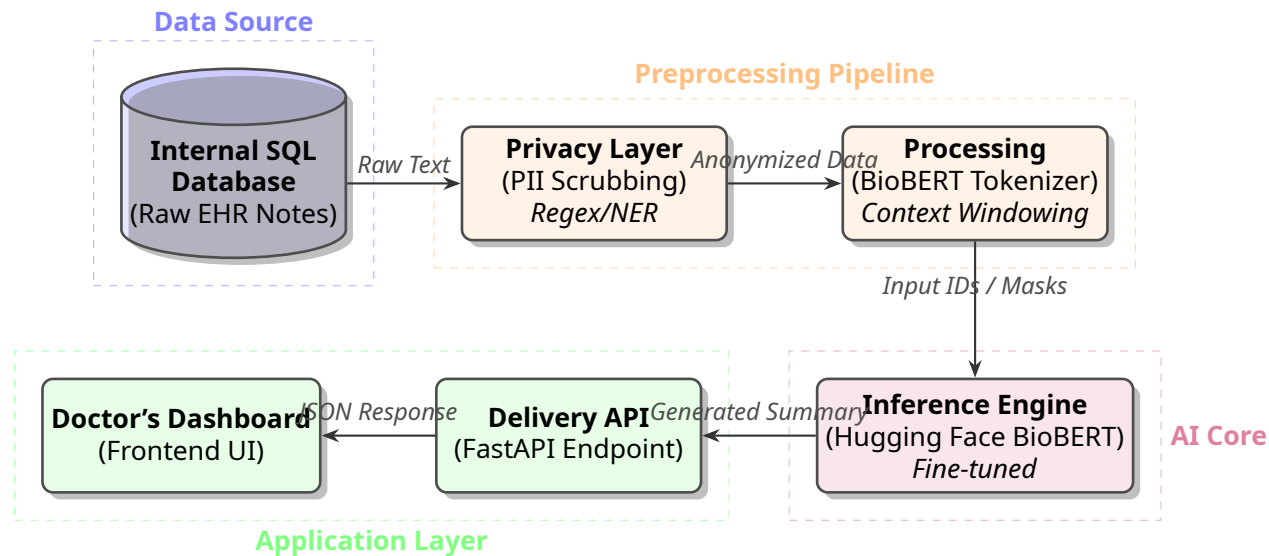 Data Source
Internal SQL
Database
(Raw EHR Notes)
Raw Text
Preprocessing Pipeline
Privacy Layer
(PII Scrubbing)
Regex/NER
Anonymized Data
Processing
(BioBERT Tokenizer)
Context Windowing
Input IDs / Masks
Inference Engine
(Hugging Face BioBERT)
Fine-tuned
AI Core
Generated Summary
Delivery API
(FastAPI Endpoint)
JSON Response
Doctor’s Dashboard
(Frontend UI)
Application Layer